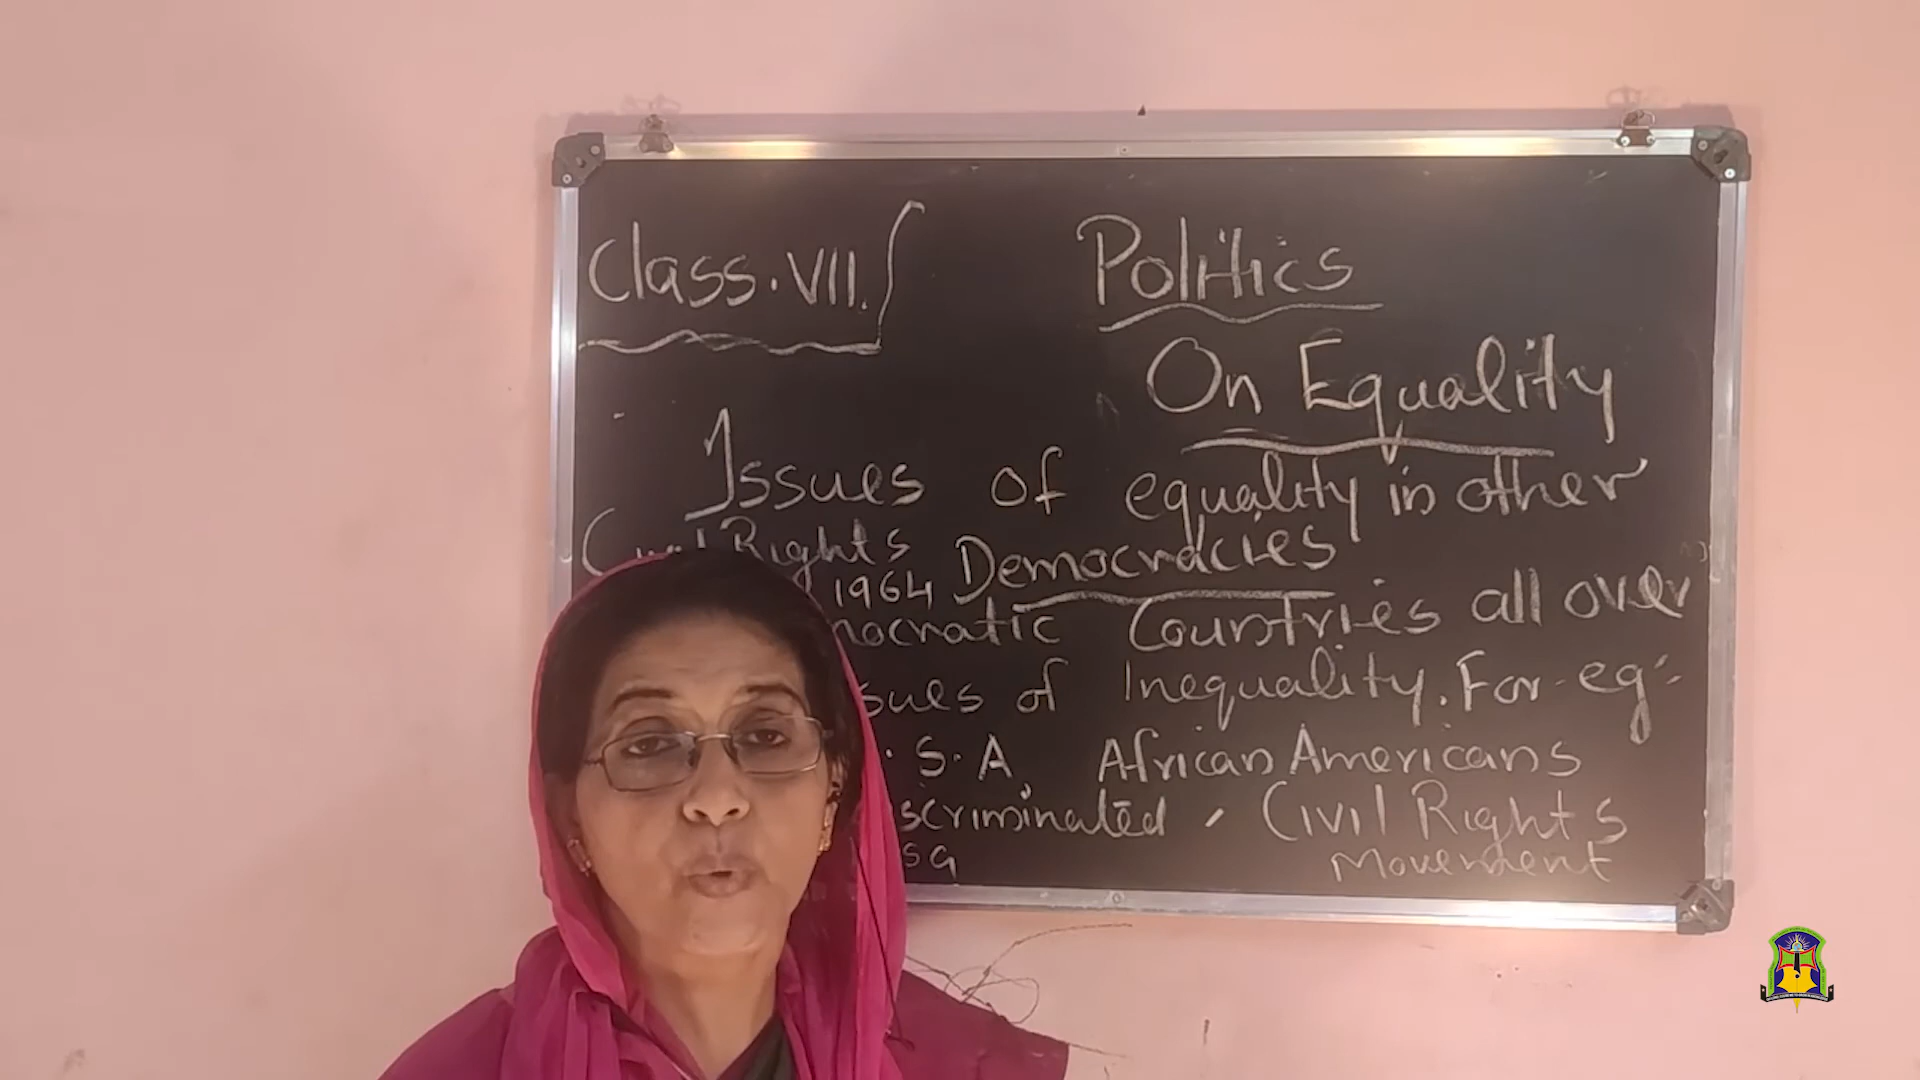 Class.VII.
Politics
On Equality
Issues of equality in other
Civil Rights Democracies
1964
Countries all over
of Inequality. For eg:-
S.A African Americans
Civil Rights
Movement